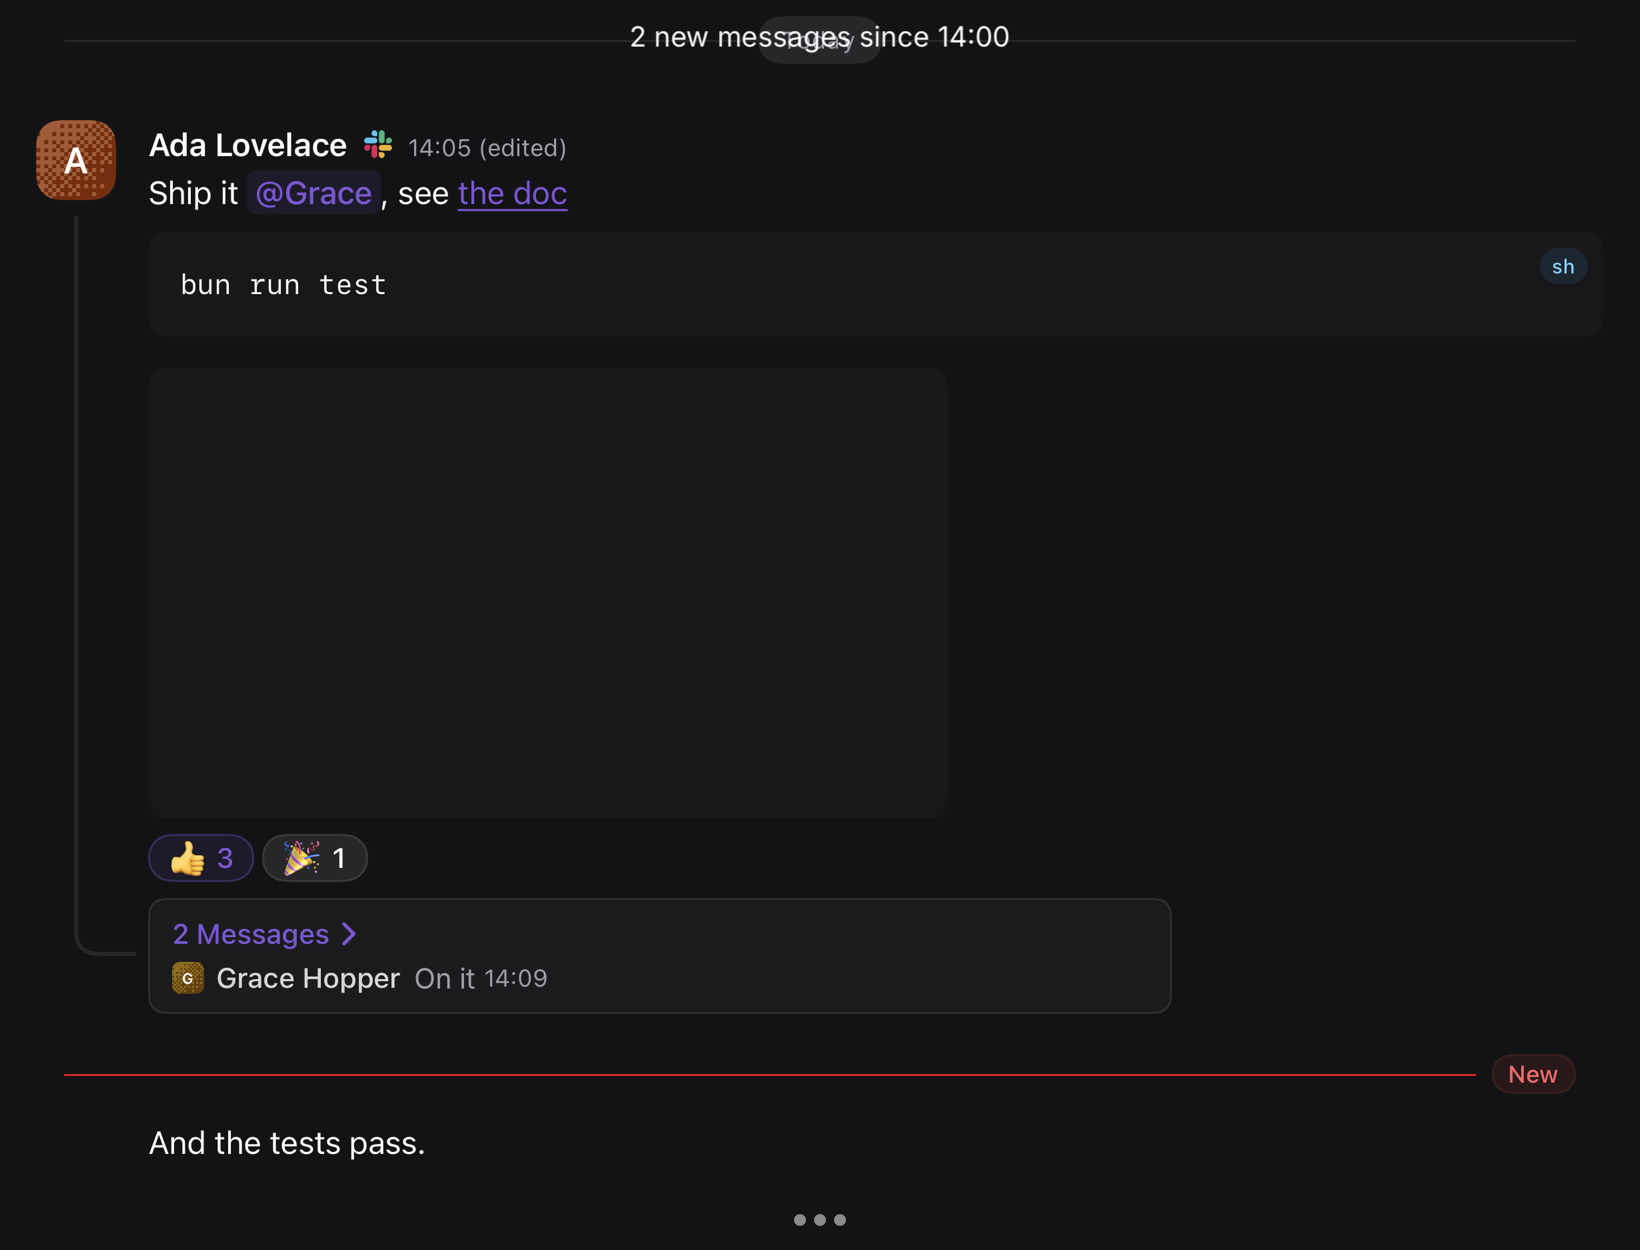 2 new messages since 14:00
Today
A
Ada Lovelace 14:05 (edited)
Ship it @Grace, see the doc
sh
bun run test
👍 3 🎉 1
2 Messages
G Grace Hopper On it 14:09
New
And the tests pass.